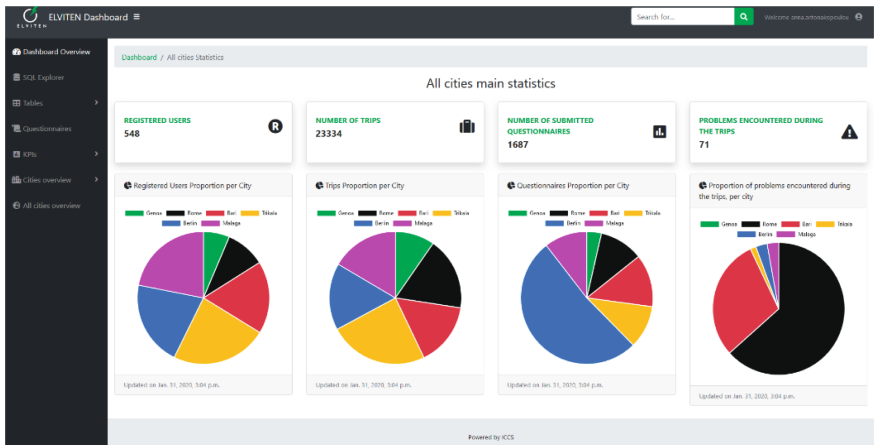 ELVITEN
ELVITEN Dashboard
Search for...
Dashboard Overview
SQL Explorer
Tables
Questionnaires
KPIs
Cities overview
All cities overview
Dashboard / All cities Statistics
All cities main statistics
REGISTERED USERS
548
R
NUMBER OF TRIPS
23334
NUMBER OF SUBMITTED
QUESTIONNAIRES
1687
PROBLEMS ENCOUNTERED DURING
THE TRIPS
71
Registered Users Proportion per City
Genoa Rome Bari Trikala
Berlin Malaga
Updated on Jan. 31, 2020, 3:04 p.m.
Trips Proportion per City
Genoa Rome Bari Trikala
Berlin Malaga
Updated on Jan. 31, 2020, 3:04 p.m.
Questionnaires Proportion per City
Genoa Rome Bari Trikala
Berlin Malaga
Updated on Jan. 31, 2020, 3:04 p.m.
Proportion of problems encountered during
the trips, per city
Genoa Rome Bari Trikala
Berlin Malaga
Updated on Jan. 31, 2020, 3:04 p.m.
Powered by ICCS